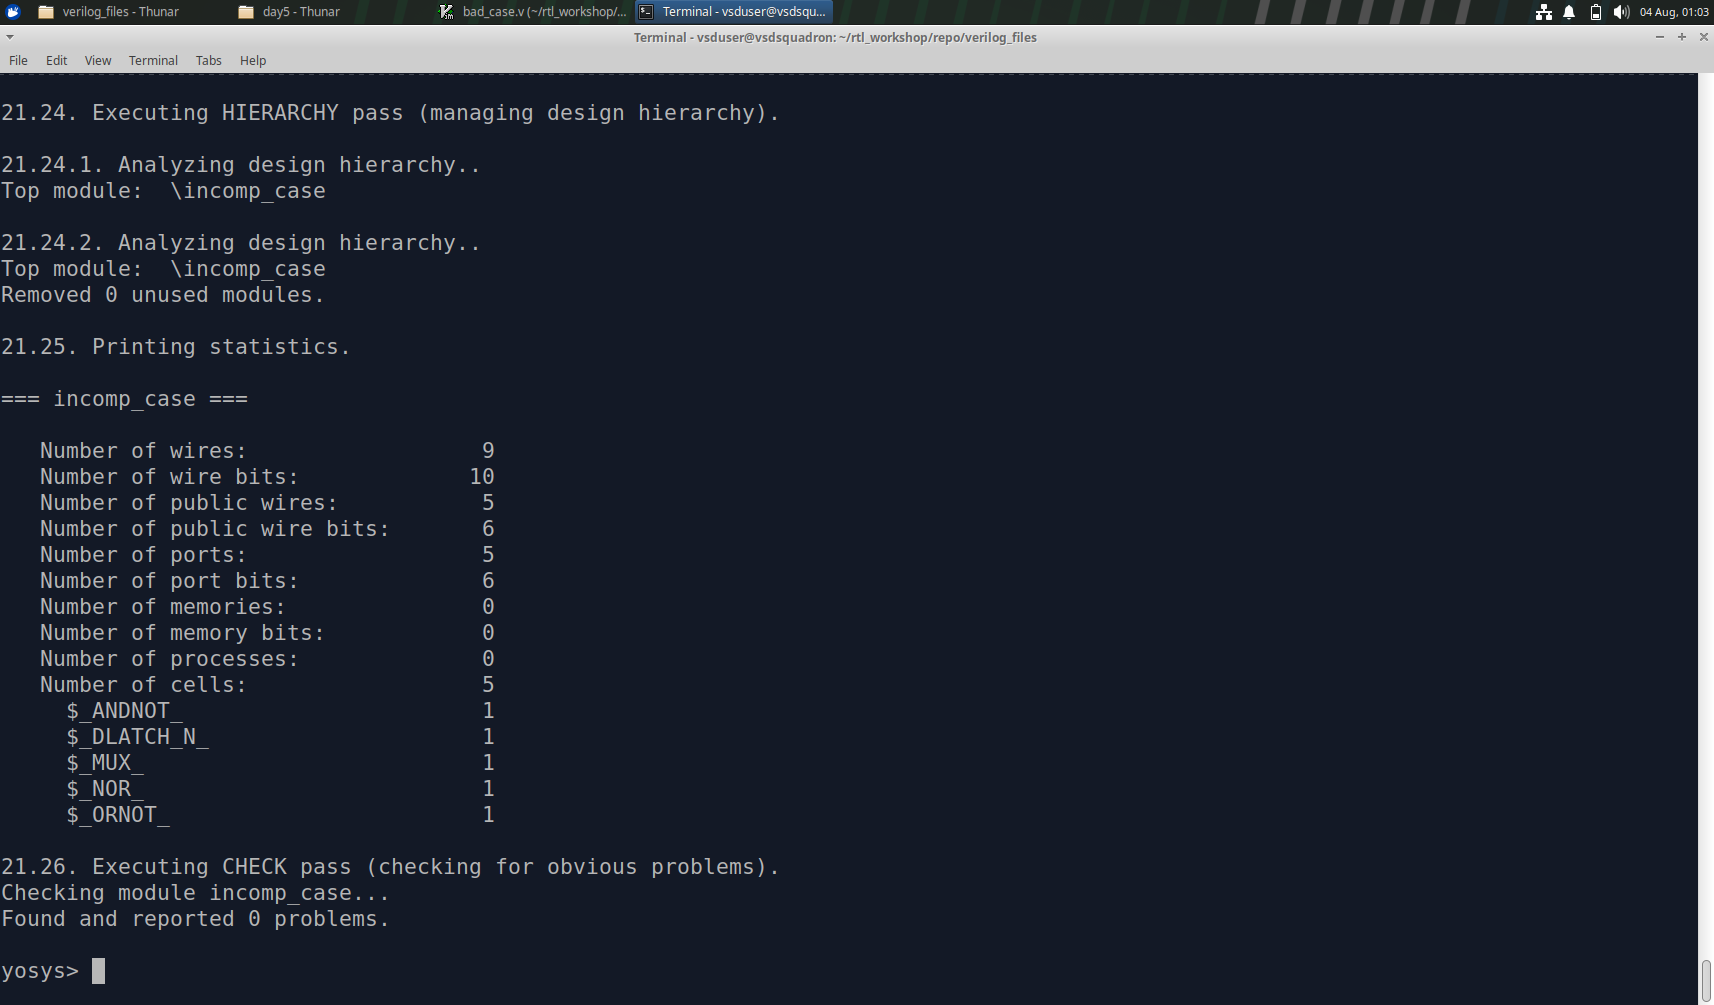 verilog_files - Thunar
day5 - Thunar
bad_case.v (~/rtl_workshop/...
Terminal - vsduser@vsdsqu...
04 Aug, 01:03
Terminal - vsduser@vsdsquadron: ~/rtl_workshop/repo/verilog_files
File Edit View Terminal Tabs Help
21.24. Executing HIERARCHY pass (managing design hierarchy).
21.24.1. Analyzing design hierarchy..
Top module:  \incomp_case
21.24.2. Analyzing design hierarchy..
Top module:  \incomp_case
Removed 0 unused modules.
21.25. Printing statistics.
=== incomp_case ===
Number of wires: 9
Number of wire bits: 10
Number of public wires: 5
Number of public wire bits: 6
Number of ports: 5
Number of port bits: 6
Number of memories: 0
Number of memory bits: 0
Number of processes: 0
Number of cells: 5
$_ANDNOT_ 1
$_DLATCH_N_ 1
$_MUX_ 1
$_NOR_ 1
$_ORNOT_ 1
21.26. Executing CHECK pass (checking for obvious problems).
Checking module incomp_case...
Found and reported 0 problems.
yosys>